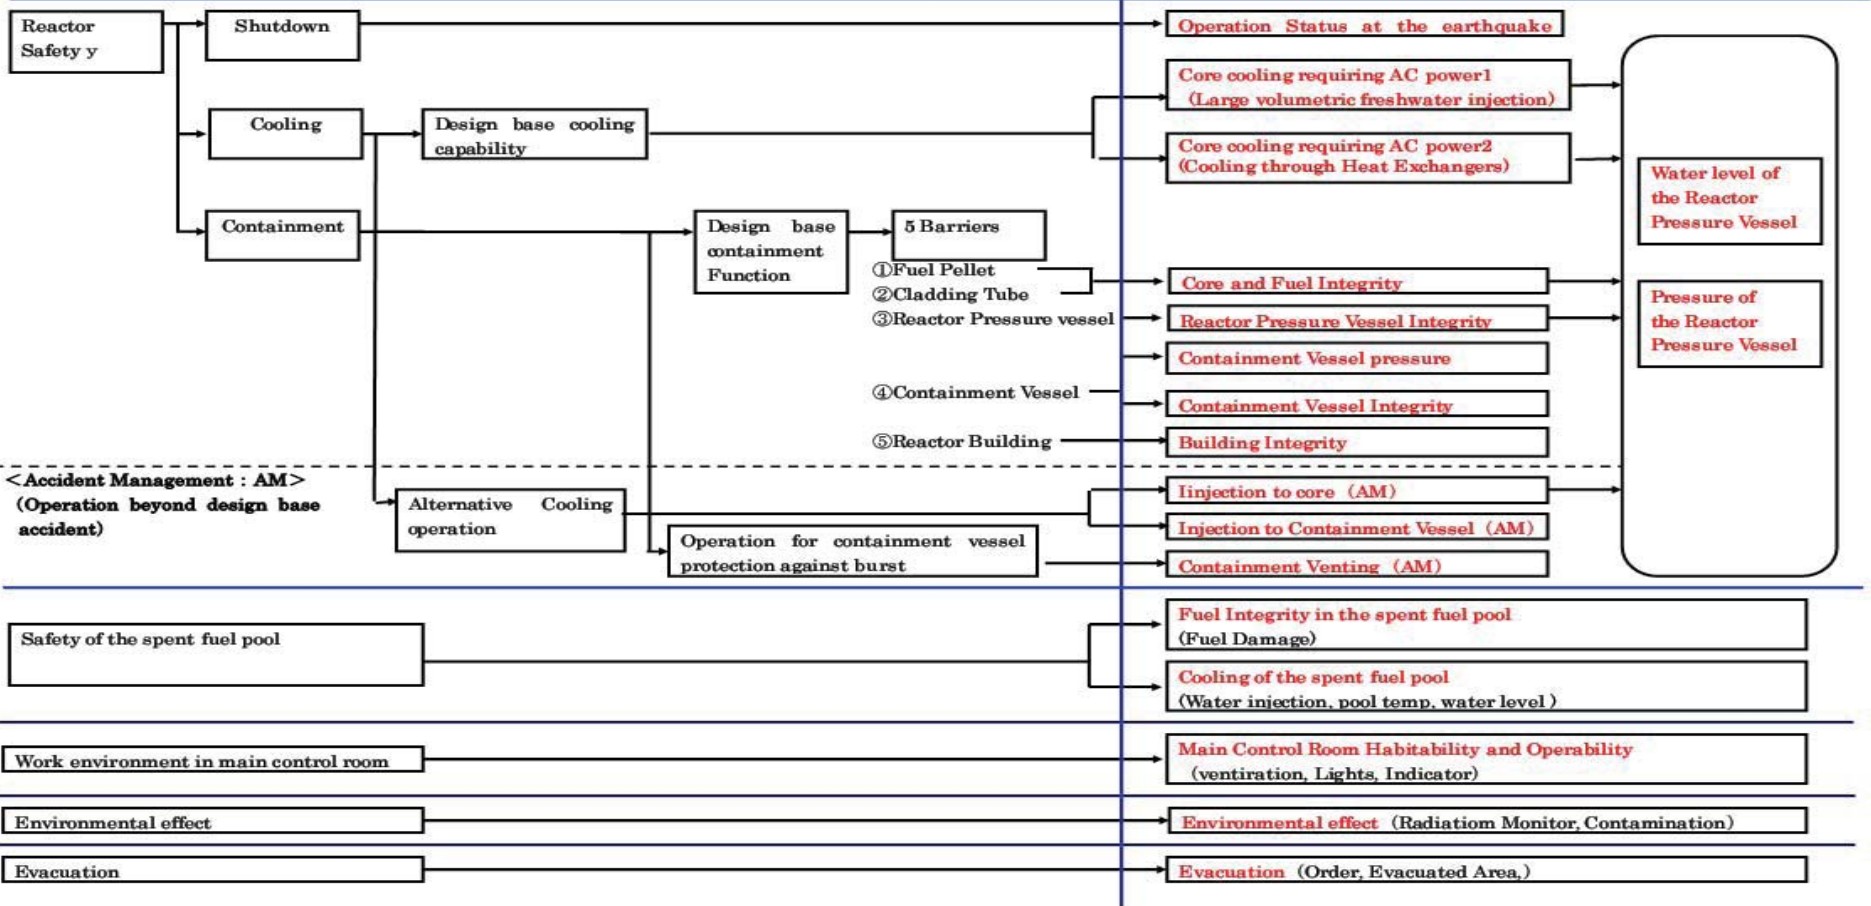 Reactor
Safety y
Shutdown
Operation Status at the earthquake
Core cooling requiring AC power1
(Large volumetric freshwater injection)
Cooling
Design base cooling
capability
Core cooling requiring AC power2
(Cooling through Heat Exchangers)
Water level of
the Reactor
Pressure Vessel
Containment
Design base
containment
Function
5 Barriers
①Fuel Pellet
②Cladding Tube
Core and Fuel Integrity
Pressure of
the Reactor
Pressure Vessel
③Reactor Pressure vessel
Reactor Pressure Vessel Integrity
Containment Vessel pressure
④Containment Vessel
Containment Vessel Integrity
⑤Reactor Building
Building Integrity
<Accident Management : AM>
(Operation beyond design base
accident)
Alternative Cooling
operation
Iinjection to core (AM)
Injection to Containment Vessel (AM)
Operation for containment vessel
protection against burst
Containment Venting (AM)
Safety of the spent fuel pool
Fuel Integrity in the spent fuel pool
(Fuel Damage)
Cooling of the spent fuel pool
(Water injection, pool temp, water level )
Work environment in main control room
Main Control Room Habitability and Operability
(ventiration, Lights, Indicator)
Environmental effect
Environmental effect (Radiatiom Monitor, Contamination)
Evacuation
Evacuation (Order, Evacuated Area,)